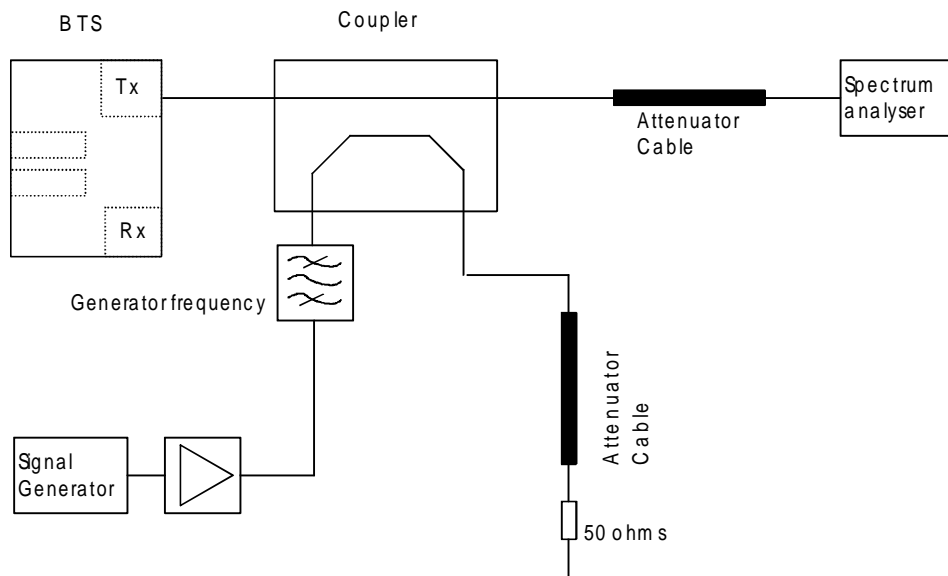 BTS
Coupler
Tx
Spectrum
analyser
Attenuator
Cable
Rx
Generator frequency
Attenuator
Cable
Signal
Generator
50 ohms